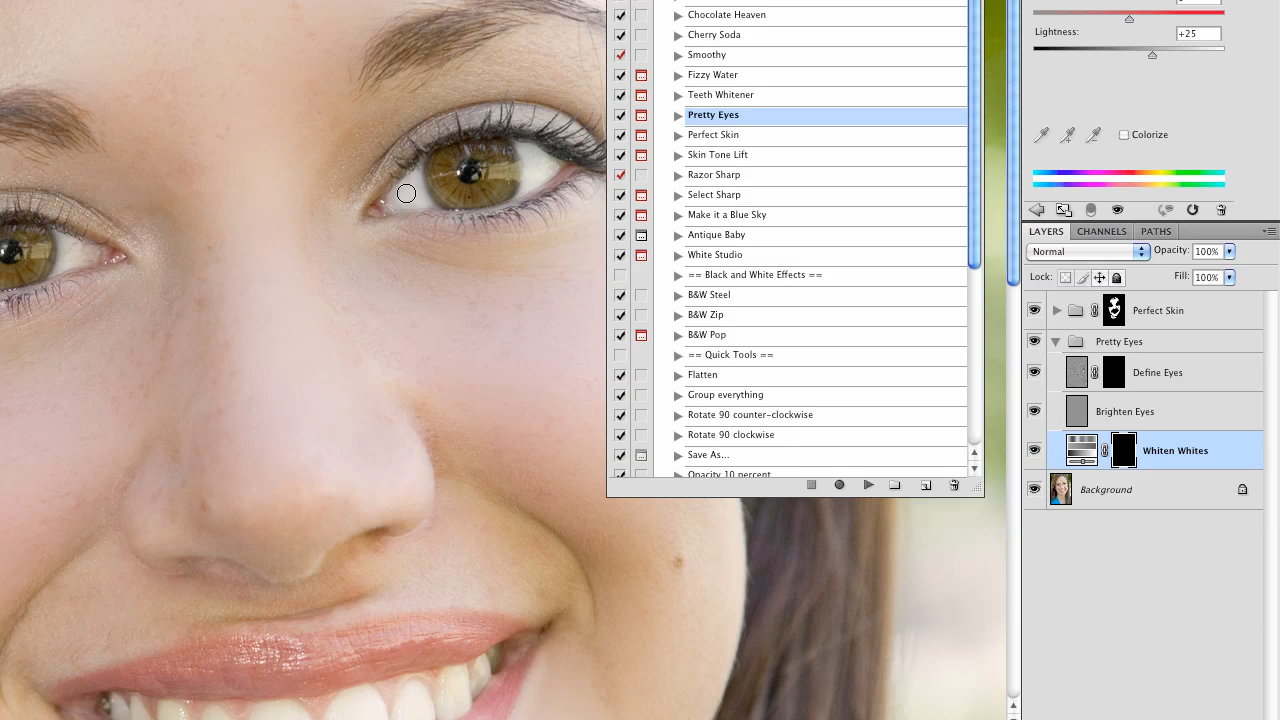 Chocolate Heaven
Cherry Soda
Smoothy
Fizzy Water
Teeth Whitener
Pretty Eyes
Perfect Skin
Skin Tone Lift
Razor Sharp
Select Sharp
Make it a Blue Sky
Antique Baby
White Studio
== Black and White Effects ==
B&W Steel
B&W Zip
B&W Pop
== Quick Tools ==
Flatten
Group everything
Rotate 90 counter-clockwise
Rotate 90 clockwise
Save As...
Opacity 10 percent
Lightness: +25
Colorize
LAYERS CHANNELS PATHS
Normal Opacity: 100%
Lock: Fill: 100%
Perfect Skin
Pretty Eyes
Define Eyes
Brighten Eyes
Whiten Whites
Background